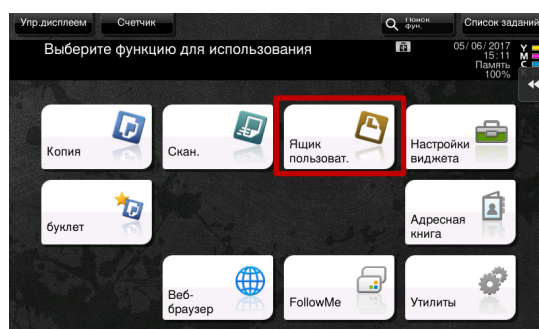 Упр.дисплеем Счетчик Поиск фун. Список заданий
Выберите функцию для использования
05/06/2017
15:11
Память
100%
Y
M
C
K
Копия
Скан.
Ящик
пользоват.
Настройки
виджета
буклет
Адресная
книга
Веб-
браузер
FollowMe
Утилиты